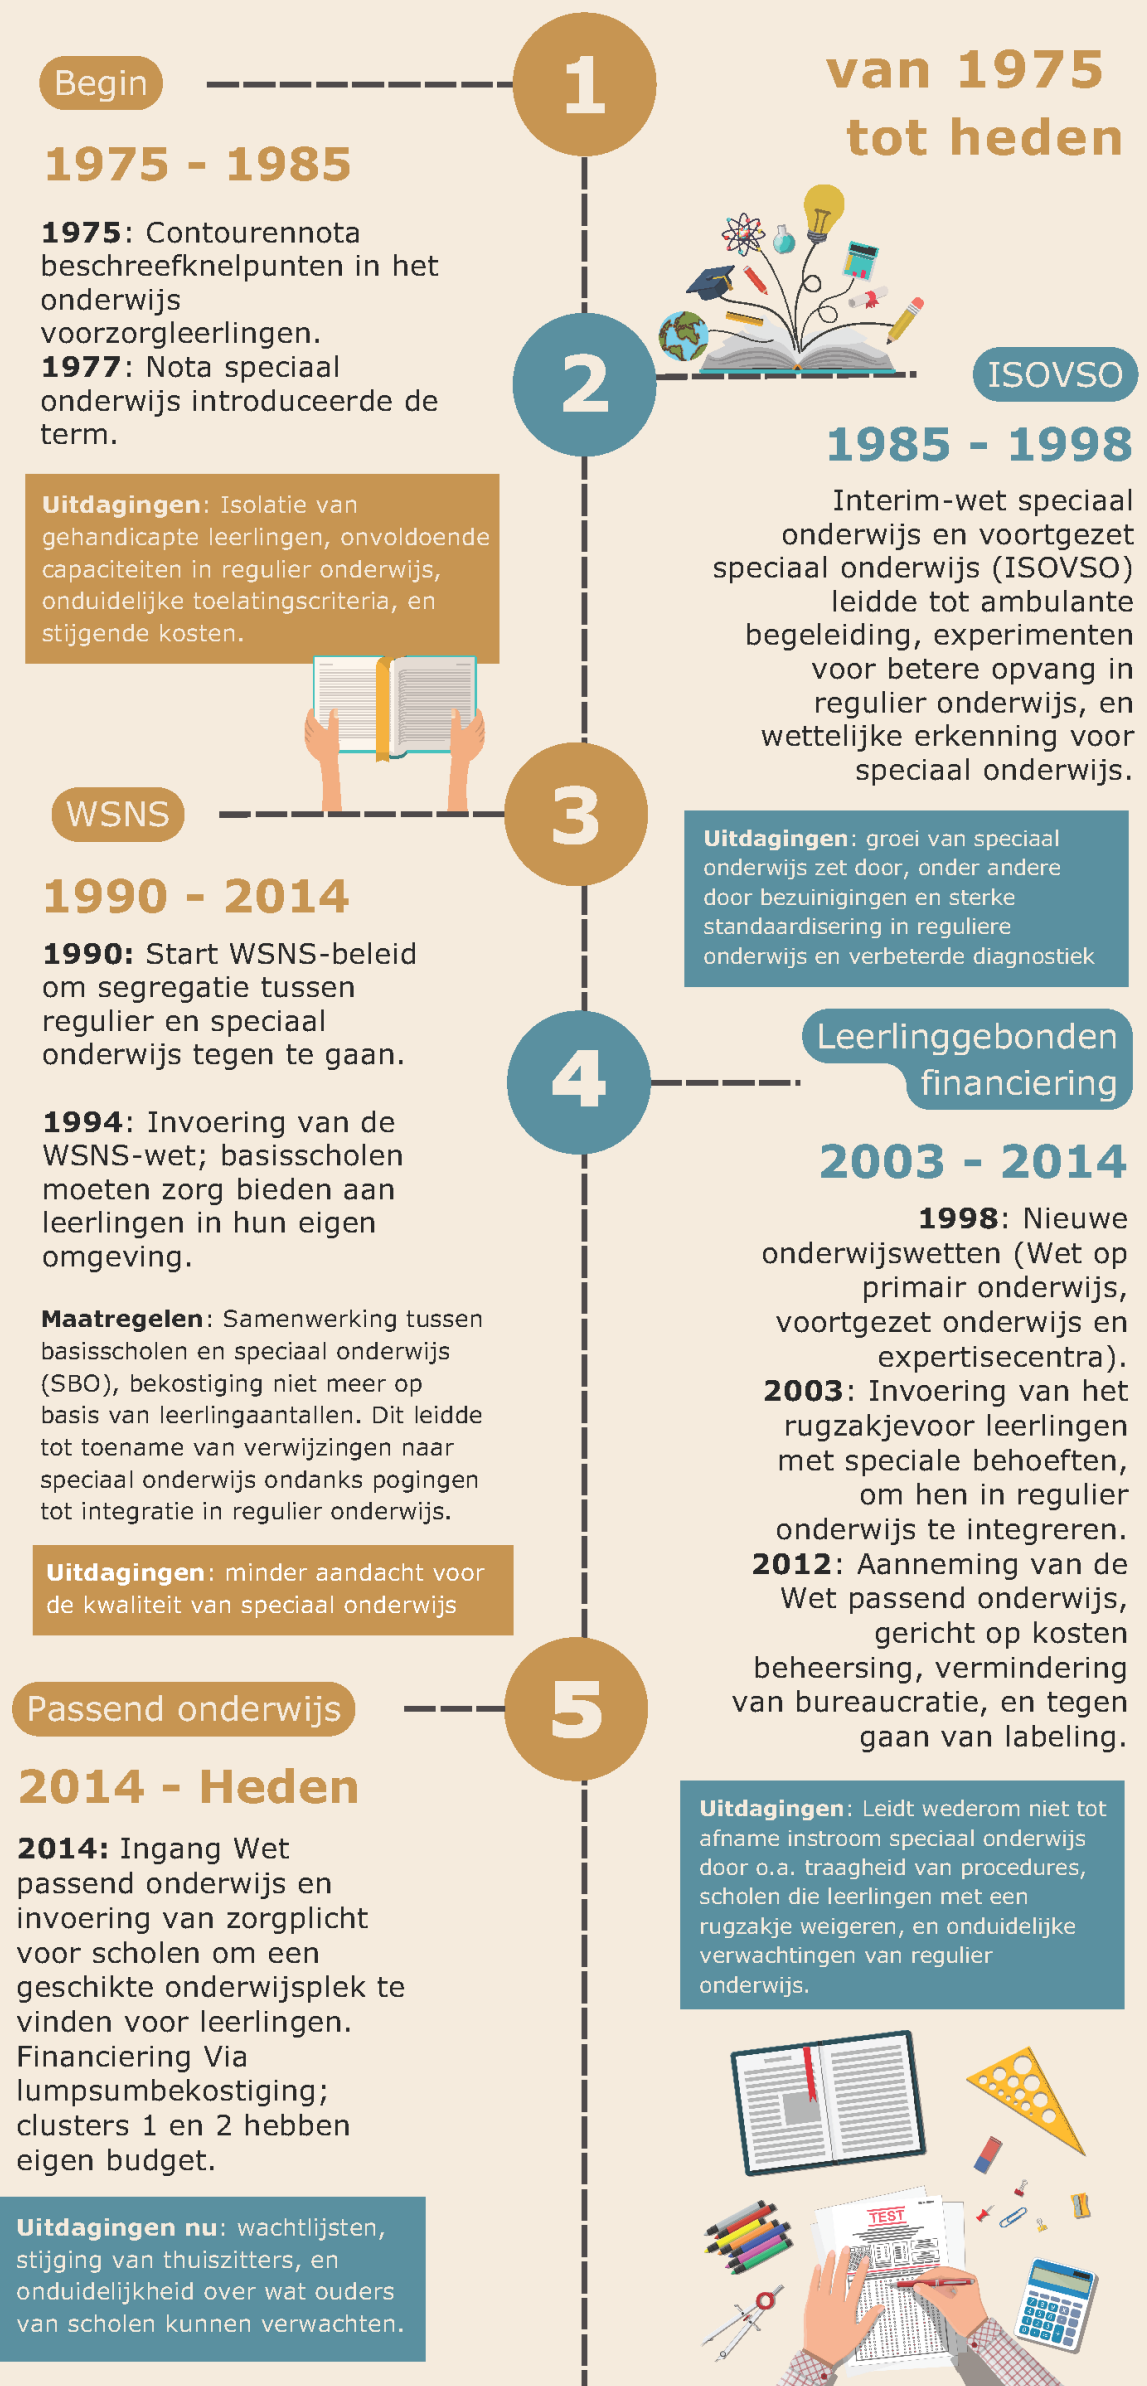 van 1975
tot heden
1
Begin
1975 - 1985
1975: Contourennota
beschreefknelpunten in het
onderwijs
voorzorgleerlingen.
1977: Nota speciaal
onderwijs introduceerde de
term.
Uitdagingen: Isolatie van
gehandicapte leerlingen, onvoldoende
capaciteiten in regulier onderwijs,
onduidelijke toelatingscriteria, en
stijgende kosten.
2
ISOVSO
1985 - 1998
Interim-wet speciaal
onderwijs en voortgezet
speciaal onderwijs (ISOVSO)
leidde tot ambulante
begeleiding, experimenten
voor betere opvang in
regulier onderwijs, en
wettelijke erkenning voor
speciaal onderwijs.
Uitdagingen: groei van speciaal
onderwijs zet door, onder andere
door bezuinigingen en sterke
standaardisering in reguliere
onderwijs en verbeterde diagnostiek
3
WSNS
1990 - 2014
1990: Start WSNS-beleid
om segregatie tussen
regulier en speciaal
onderwijs tegen te gaan.
1994: Invoering van de
WSNS-wet; basisscholen
moeten zorg bieden aan
leerlingen in hun eigen
omgeving.
Maatregelen: Samenwerking tussen
basisscholen en speciaal onderwijs
(SBO), bekostiging niet meer op
basis van leerlingaantallen. Dit leidde
tot toename van verwijzingen naar
speciaal onderwijs ondanks pogingen
tot integratie in regulier onderwijs.
Uitdagingen: minder aandacht voor
de kwaliteit van speciaal onderwijs
4
Leerlinggebonden
financiering
2003 - 2014
1998: Nieuwe
onderwijswetten (Wet op
primair onderwijs,
voortgezet onderwijs en
expertisecentra).
2003: Invoering van het
rugzakjevoor leerlingen
met speciale behoeften,
om hen in regulier
onderwijs te integreren.
2012: Aanneming van de
Wet passend onderwijs,
gericht op kosten
beheersing, vermindering
van bureaucratie, en tegen
gaan van labeling.
Uitdagingen: Leidt wederom niet tot
afname instroom speciaal onderwijs
door o.a. traagheid van procedures,
scholen die leerlingen met een
rugzakje weigeren, en onduidelijke
verwachtingen van regulier
onderwijs.
5
Passend onderwijs
2014 - Heden
2014: Ingang Wet
passend onderwijs en
invoering van zorgplicht
voor scholen om een
geschikte onderwijsplek te
vinden voor leerlingen.
Financiering Via
lumpsumbekostiging;
clusters 1 en 2 hebben
eigen budget.
Uitdagingen nu: wachtlijsten,
stijging van thuiszitters, en
onduidelijkheid over wat ouders
van scholen kunnen verwachten.
TEST